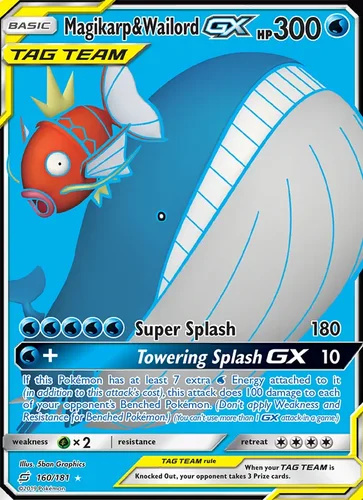 BASIC Magikarp&Wailord GX HP300
TAG TEAM
Super Splash 180
+ Towering Splash GX 10
If this Pokémon has at least 7 extra Energy attached to it
(in addition to this attack's cost), this attack does 100 damage to each
of your opponent's Benched Pokémon. (Don't apply Weakness and
Resistance for Benched Pokémon.) (You can't use more than 1 GX attack in a game.)
weakness ×2 resistance retreat
Illus. 5ban Graphics
160/181
©2019 Pokémon
TAG TEAM rule
When your TAG TEAM is
Knocked Out, your opponent takes 3 Prize cards.